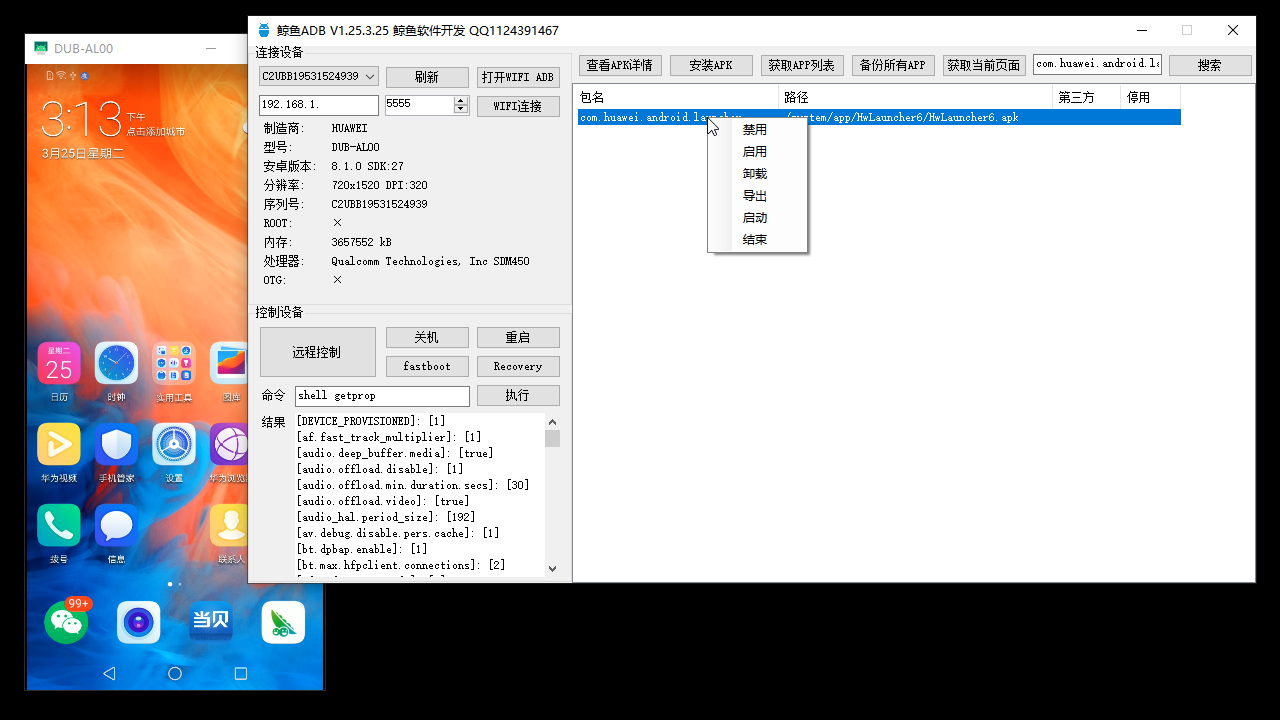 DUB-AL00
3:13
下午
点击添加城市
3月25日星期二
星期二
25
日历
时钟
实用工具
图库
华为视频
手机管家
设置
华为浏览
拨号
信息
联系人
99+
当贝
鲸鱼ADB V1.25.3.25 鲸鱼软件开发 QQ1124391467
连接设备
C2UBB19531524939
刷新
打开WIFI ADB
192.168.1.
5555
WIFI连接
制造商: HUAWEI
型号: DUB-AL00
安卓版本: 8.1.0 SDK:27
分辨率: 720x1520 DPI:320
序列号: C2UBB19531524939
ROOT: ×
内存: 3657552 kB
处理器: Qualcomm Technologies, Inc SDM450
OTG: ×
控制设备
远程控制
关机
重启
fastboot
Recovery
命令
shell getprop
执行
结果
[DEVICE_PROVISIONED]: [1]
[af.fast_track_multiplier]: [1]
[audio.deep_buffer.media]: [true]
[audio.offload.disable]: [1]
[audio.offload.min.duration.secs]: [30]
[audio.offload.video]: [true]
[audio_hal.period_size]: [192]
[av.debug.disable.pers.cache]: [1]
[bt.dpbap.enable]: [1]
[bt.max.hfpclient.connections]: [2]
查看APK详情
安装APK
获取APP列表
备份所有APP
获取当前页面
com.huawei.android.la
搜索
包名 路径 第三方 停用
com.huawei.android.launcher /system/app/HwLauncher6/HwLauncher6.apk
禁用
启用
卸载
导出
启动
结束